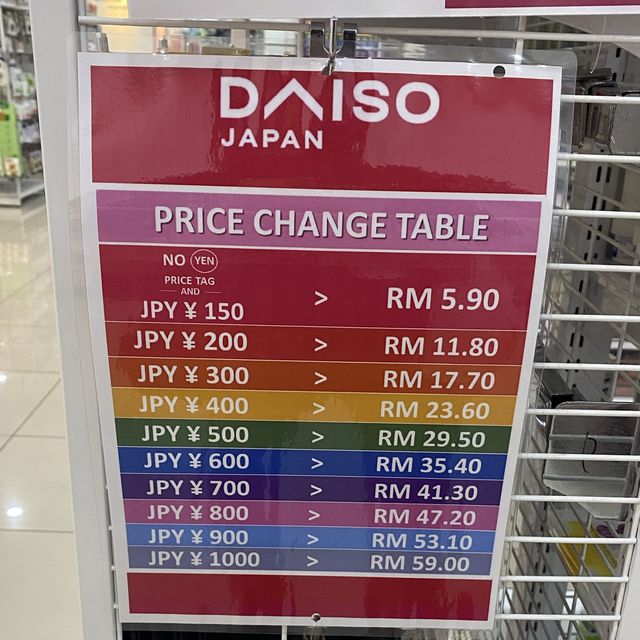 DAISO
JAPAN
PRICE CHANGE TABLE
NO YEN
PRICE TAG
AND
JPY ¥ 150 > RM 5.90
JPY ¥ 200 > RM 11.80
JPY ¥ 300 > RM 17.70
JPY ¥ 400 > RM 23.60
JPY ¥ 500 > RM 29.50
JPY ¥ 600 > RM 35.40
JPY ¥ 700 > RM 41.30
JPY ¥ 800 > RM 47.20
JPY ¥ 900 > RM 53.10
JPY ¥ 1000 > RM 59.00